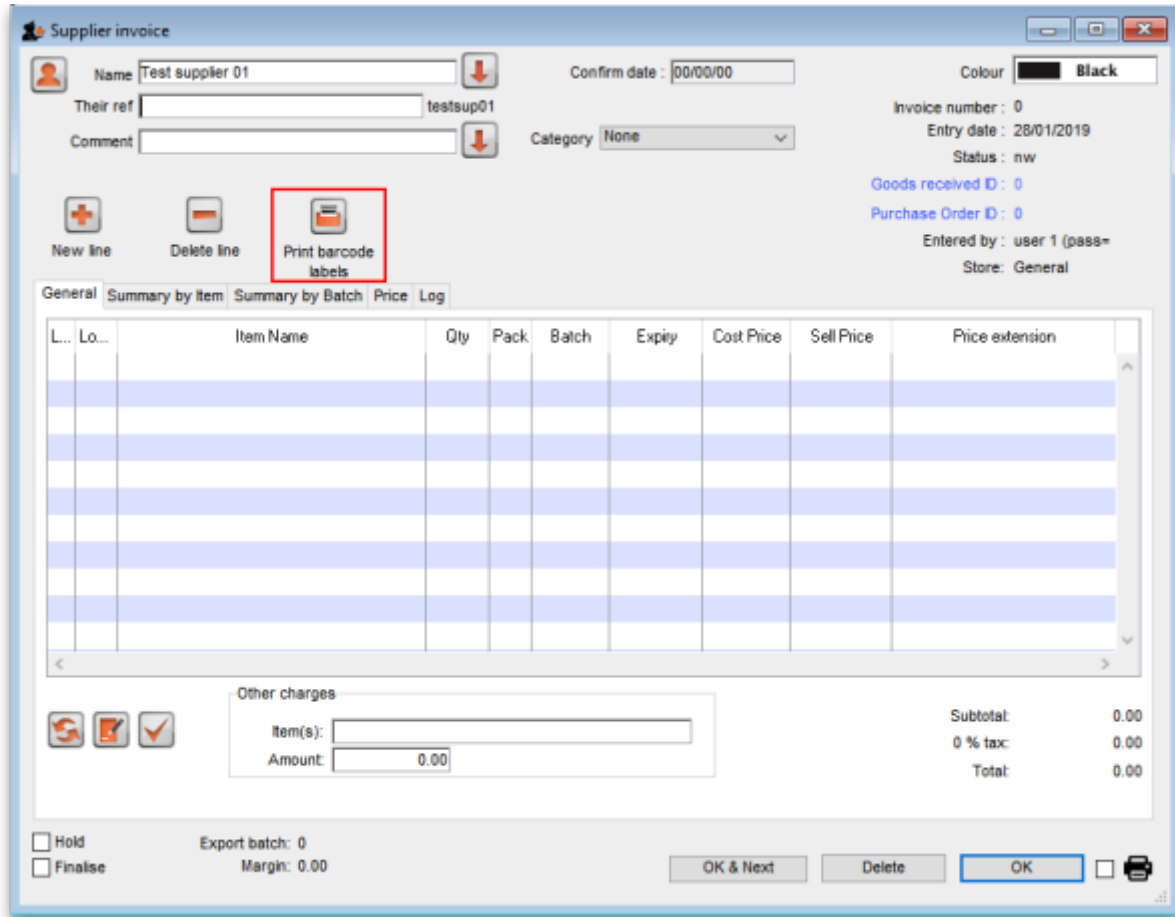 Supplier invoice
Name Test supplier 01 Confirm date : 00/00/00 Colour Black
Their ref testsup01 Invoice number : 0
Comment Category None Entry date : 28/01/2019
Status : nw
Goods received ID : 0
Purchase Order ID : 0
New line Delete line Print barcode labels Entered by : user 1 (pass=
Store: General
General Summary by Item Summary by Batch Price Log
L... Lo... Item Name Qty Pack Batch Expiry Cost Price Sell Price Price extension
Other charges
Item(s): Subtotal: 0.00
0 % tax: 0.00
Amount: 0.00 Total: 0.00
Hold Export batch: 0
Finalise Margin: 0.00 OK & Next Delete OK